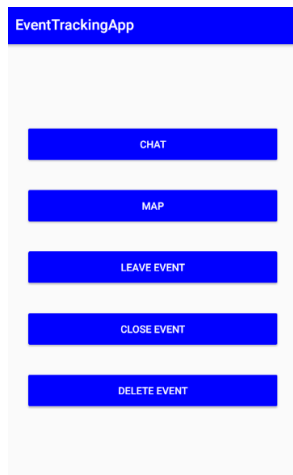 EventTrackingApp
CHAT
MAP
LEAVE EVENT
CLOSE EVENT
DELETE EVENT